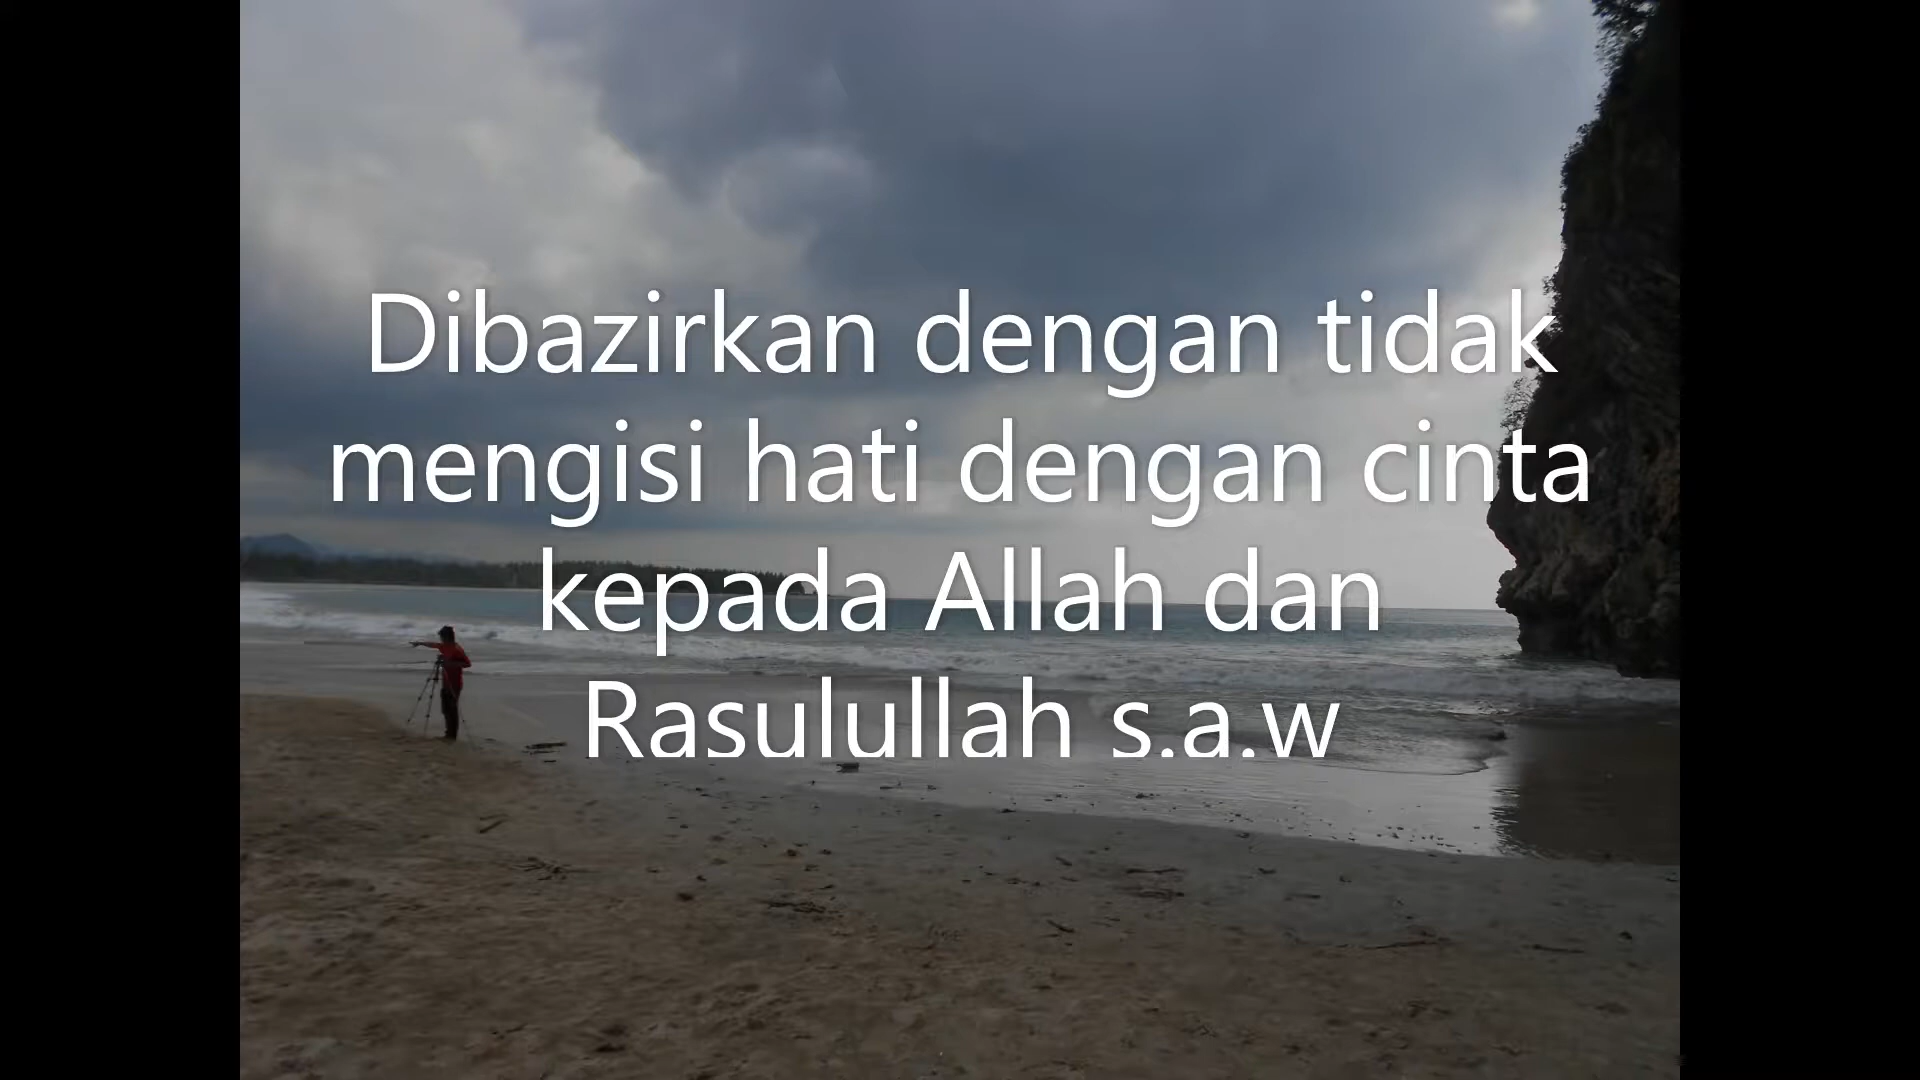 Dibazirkan dengan tidak
mengisi hati dengan cinta
kepada Allah dan
Rasulullah s.a.w